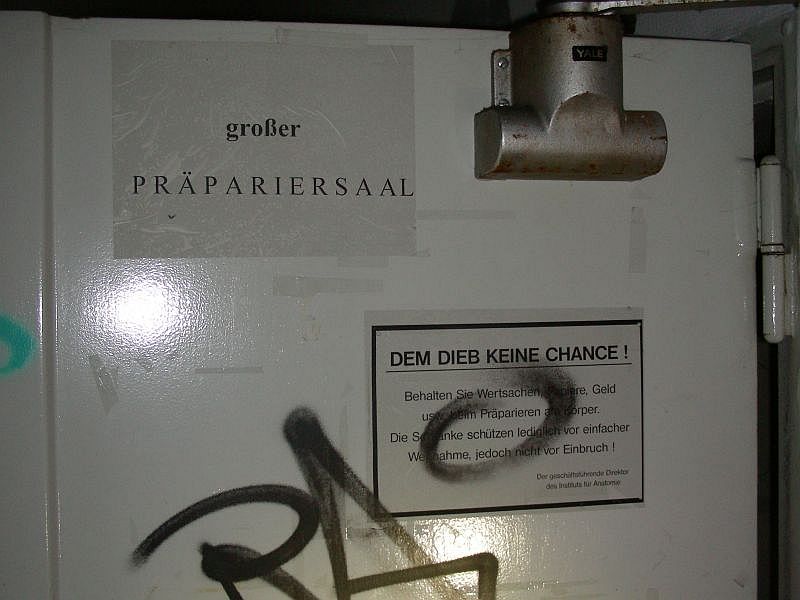 YALE
großer
PRÄPARIERSAAL
DEM DIEB KEINE CHANCE !
Behalten Sie Wertsachen, Papiere, Geld
usw. beim Präparieren am Körper.
Die Schränke schützen lediglich vor einfacher
Wegnahme, jedoch nicht vor Einbruch !
Der geschäftsführende Direktor
des Instituts für Anatomie